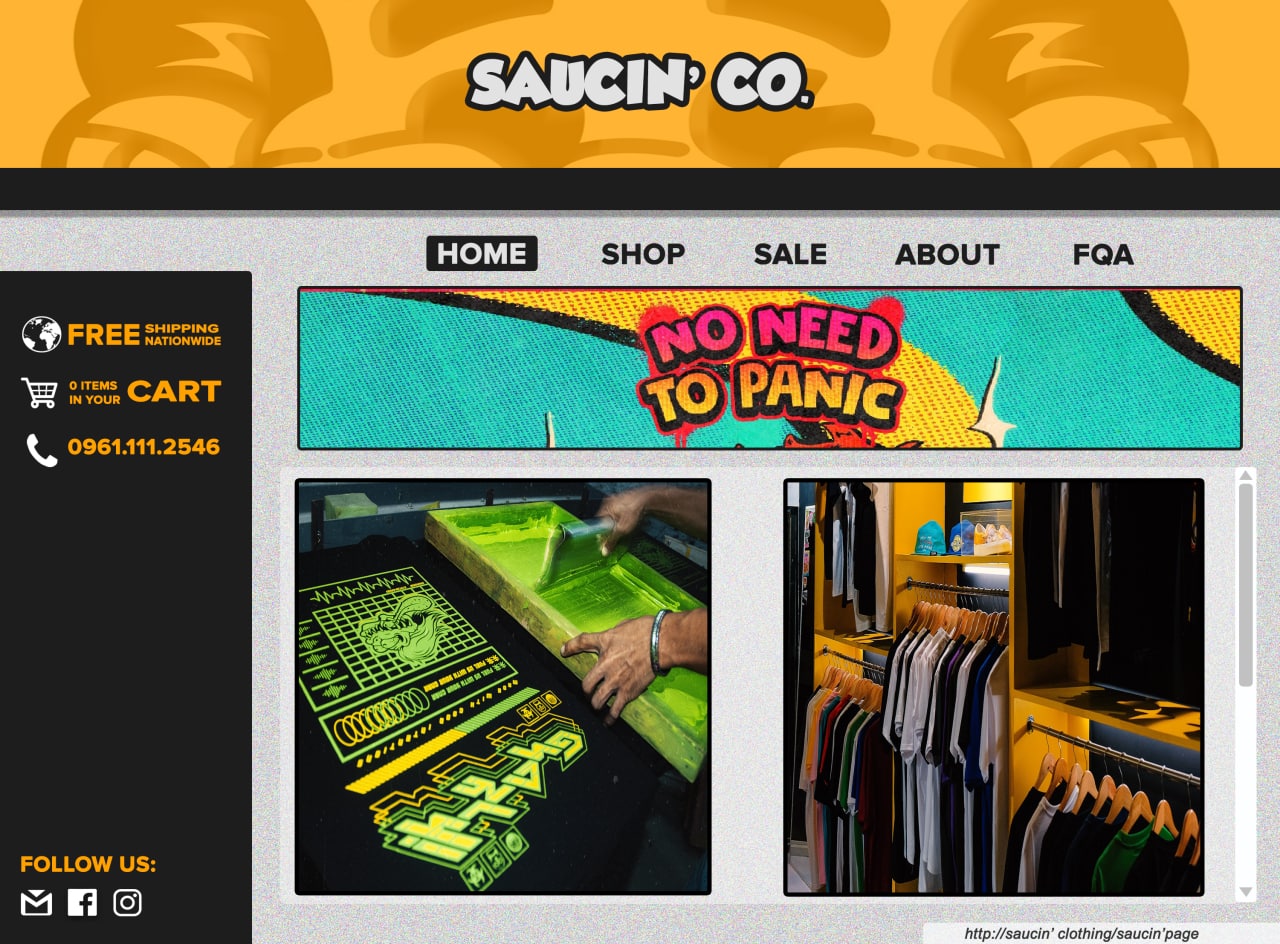 SAUCIN' CO.
HOME SHOP SALE ABOUT FQA
FREE SHIPPING NATIONWIDE
0 ITEMS IN YOUR CART
0961.111.2546
NO NEED
TO PANIC
FOLLOW US:
http://saucin' clothing/saucin'page